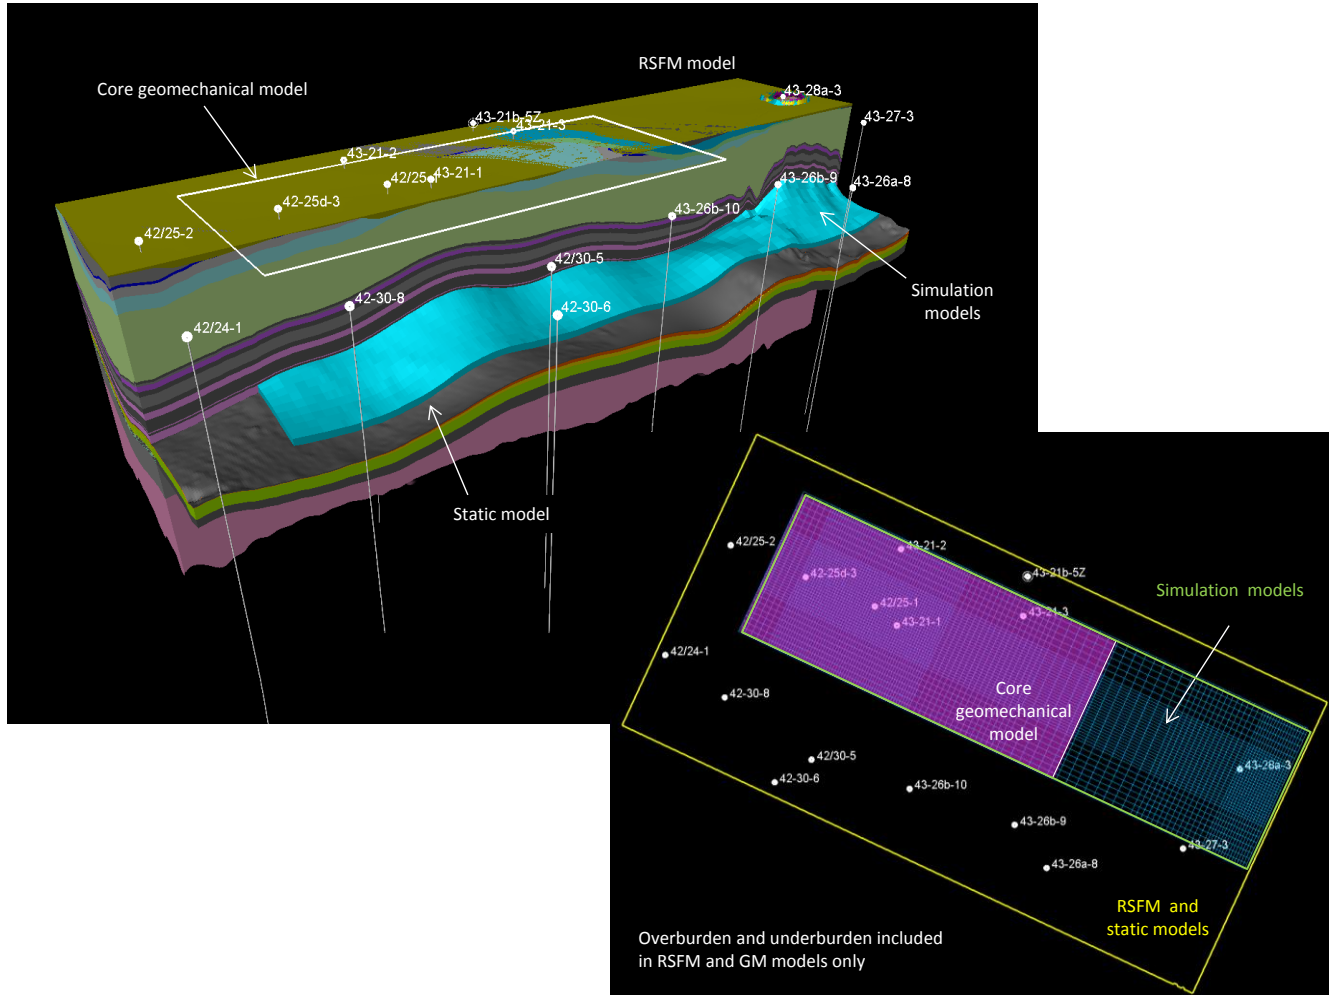 RSFM model
Core geomechanical model
43-28a-3
43-27-3
43-21b-5Z
43-21-3
43-21-2
42/25-1
43-21-1
43-26b-9
43-26a-8
42-25d-3
43-26b-10
42/25-2
42/30-5
Simulation
models
42-30-8
42-30-6
42/24-1
Static model
42/25-2
43-21-2
43-21b-5Z
42-25d-3
Simulation models
42/25-1
43-21-3
43-21-1
42/24-1
42-30-8
Core
geomechanical
model
42/30-5
43-28a-3
42-30-6
43-26b-10
43-26b-9
43-27-3
43-26a-8
RSFM and
static models
Overburden and underburden included
in RSFM and GM models only